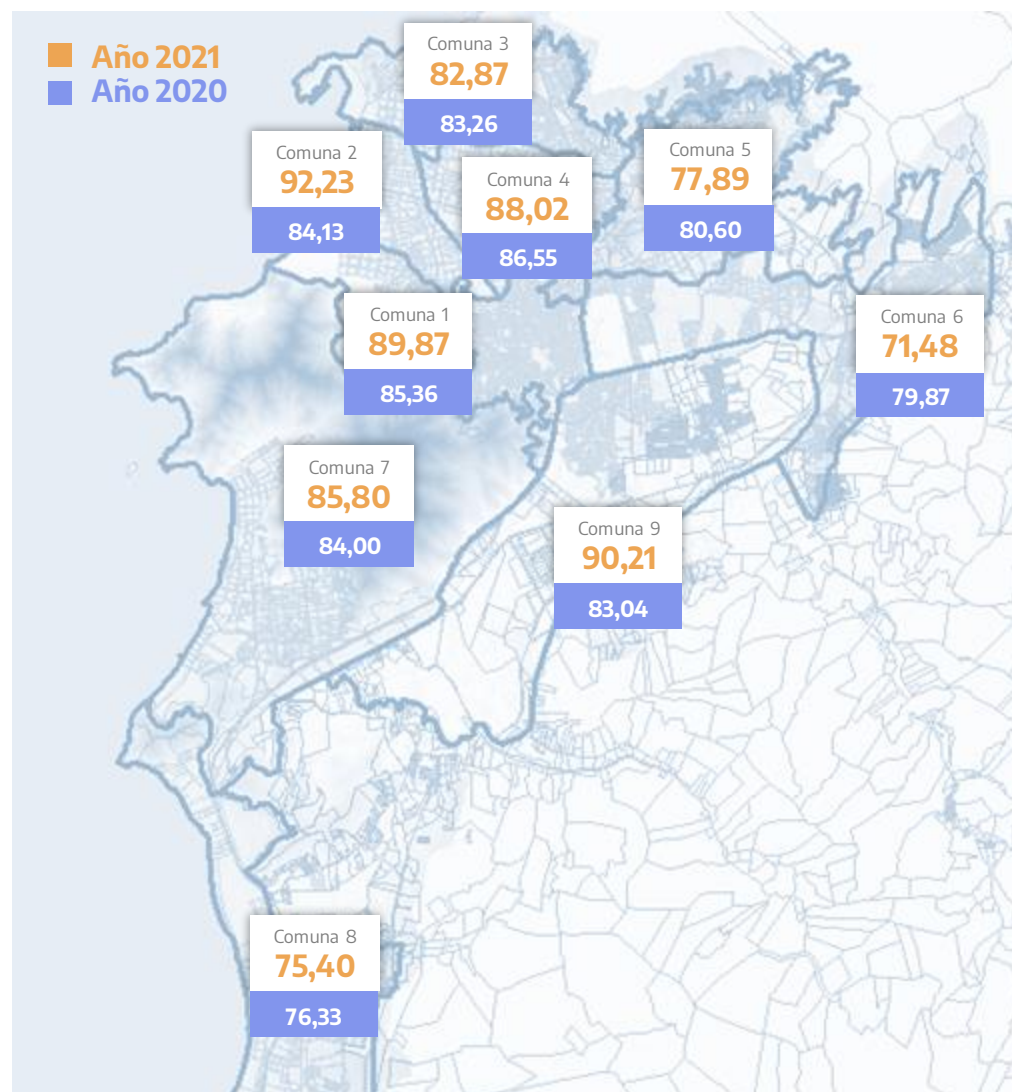 Año 2021
Año 2020
Comuna 3
82,87
83,26
Comuna 2
92,23
84,13
Comuna 4
88,02
86,55
Comuna 5
77,89
80,60
Comuna 1
89,87
85,36
Comuna 6
71,48
79,87
Comuna 7
85,80
84,00
Comuna 9
90,21
83,04
Comuna 8
75,40
76,33